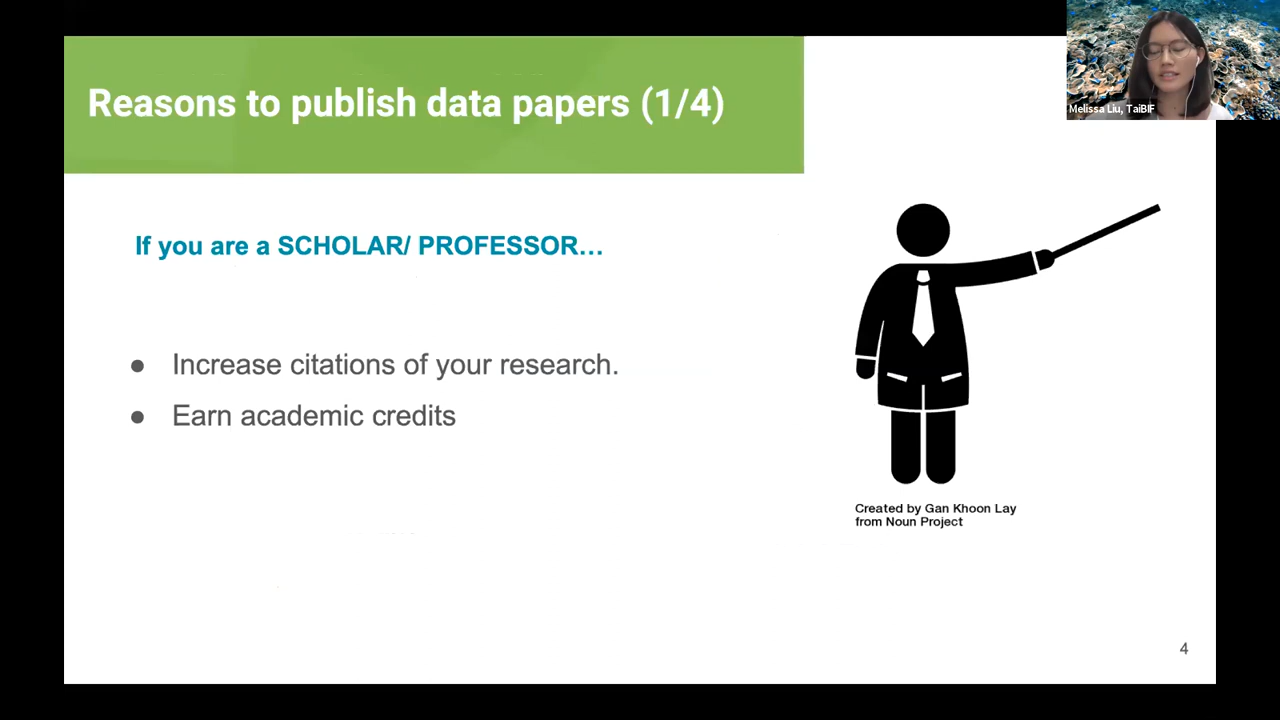 Reasons to publish data papers (1/4)
Melissa Liu, TaiBIF
If you are a SCHOLAR/ PROFESSOR…
● Increase citations of your research.
● Earn academic credits
Created by Gan Khoon Lay
from Noun Project
4